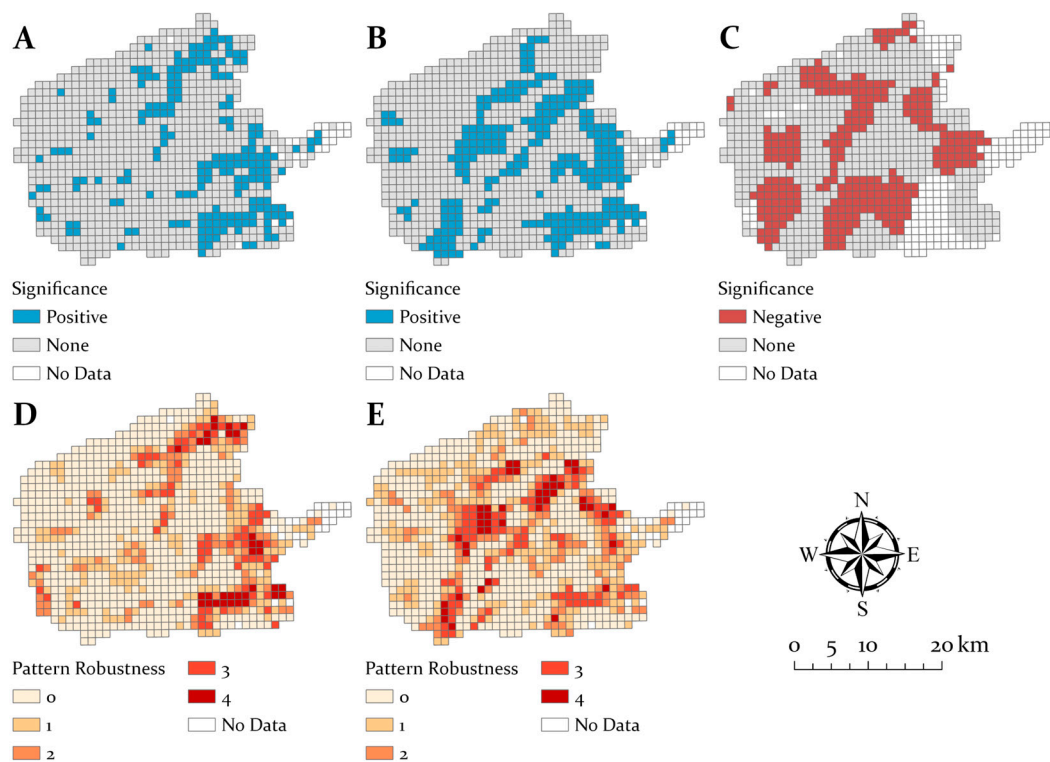 A
B
C
Significance
Positive
None
No Data
Significance
Positive
None
No Data
Significance
Negative
None
No Data
D
E
Pattern Robustness
0
1
2
3
4
No Data
Pattern Robustness
0
1
2
3
4
No Data
N
W E
S
0 5 10 20 km